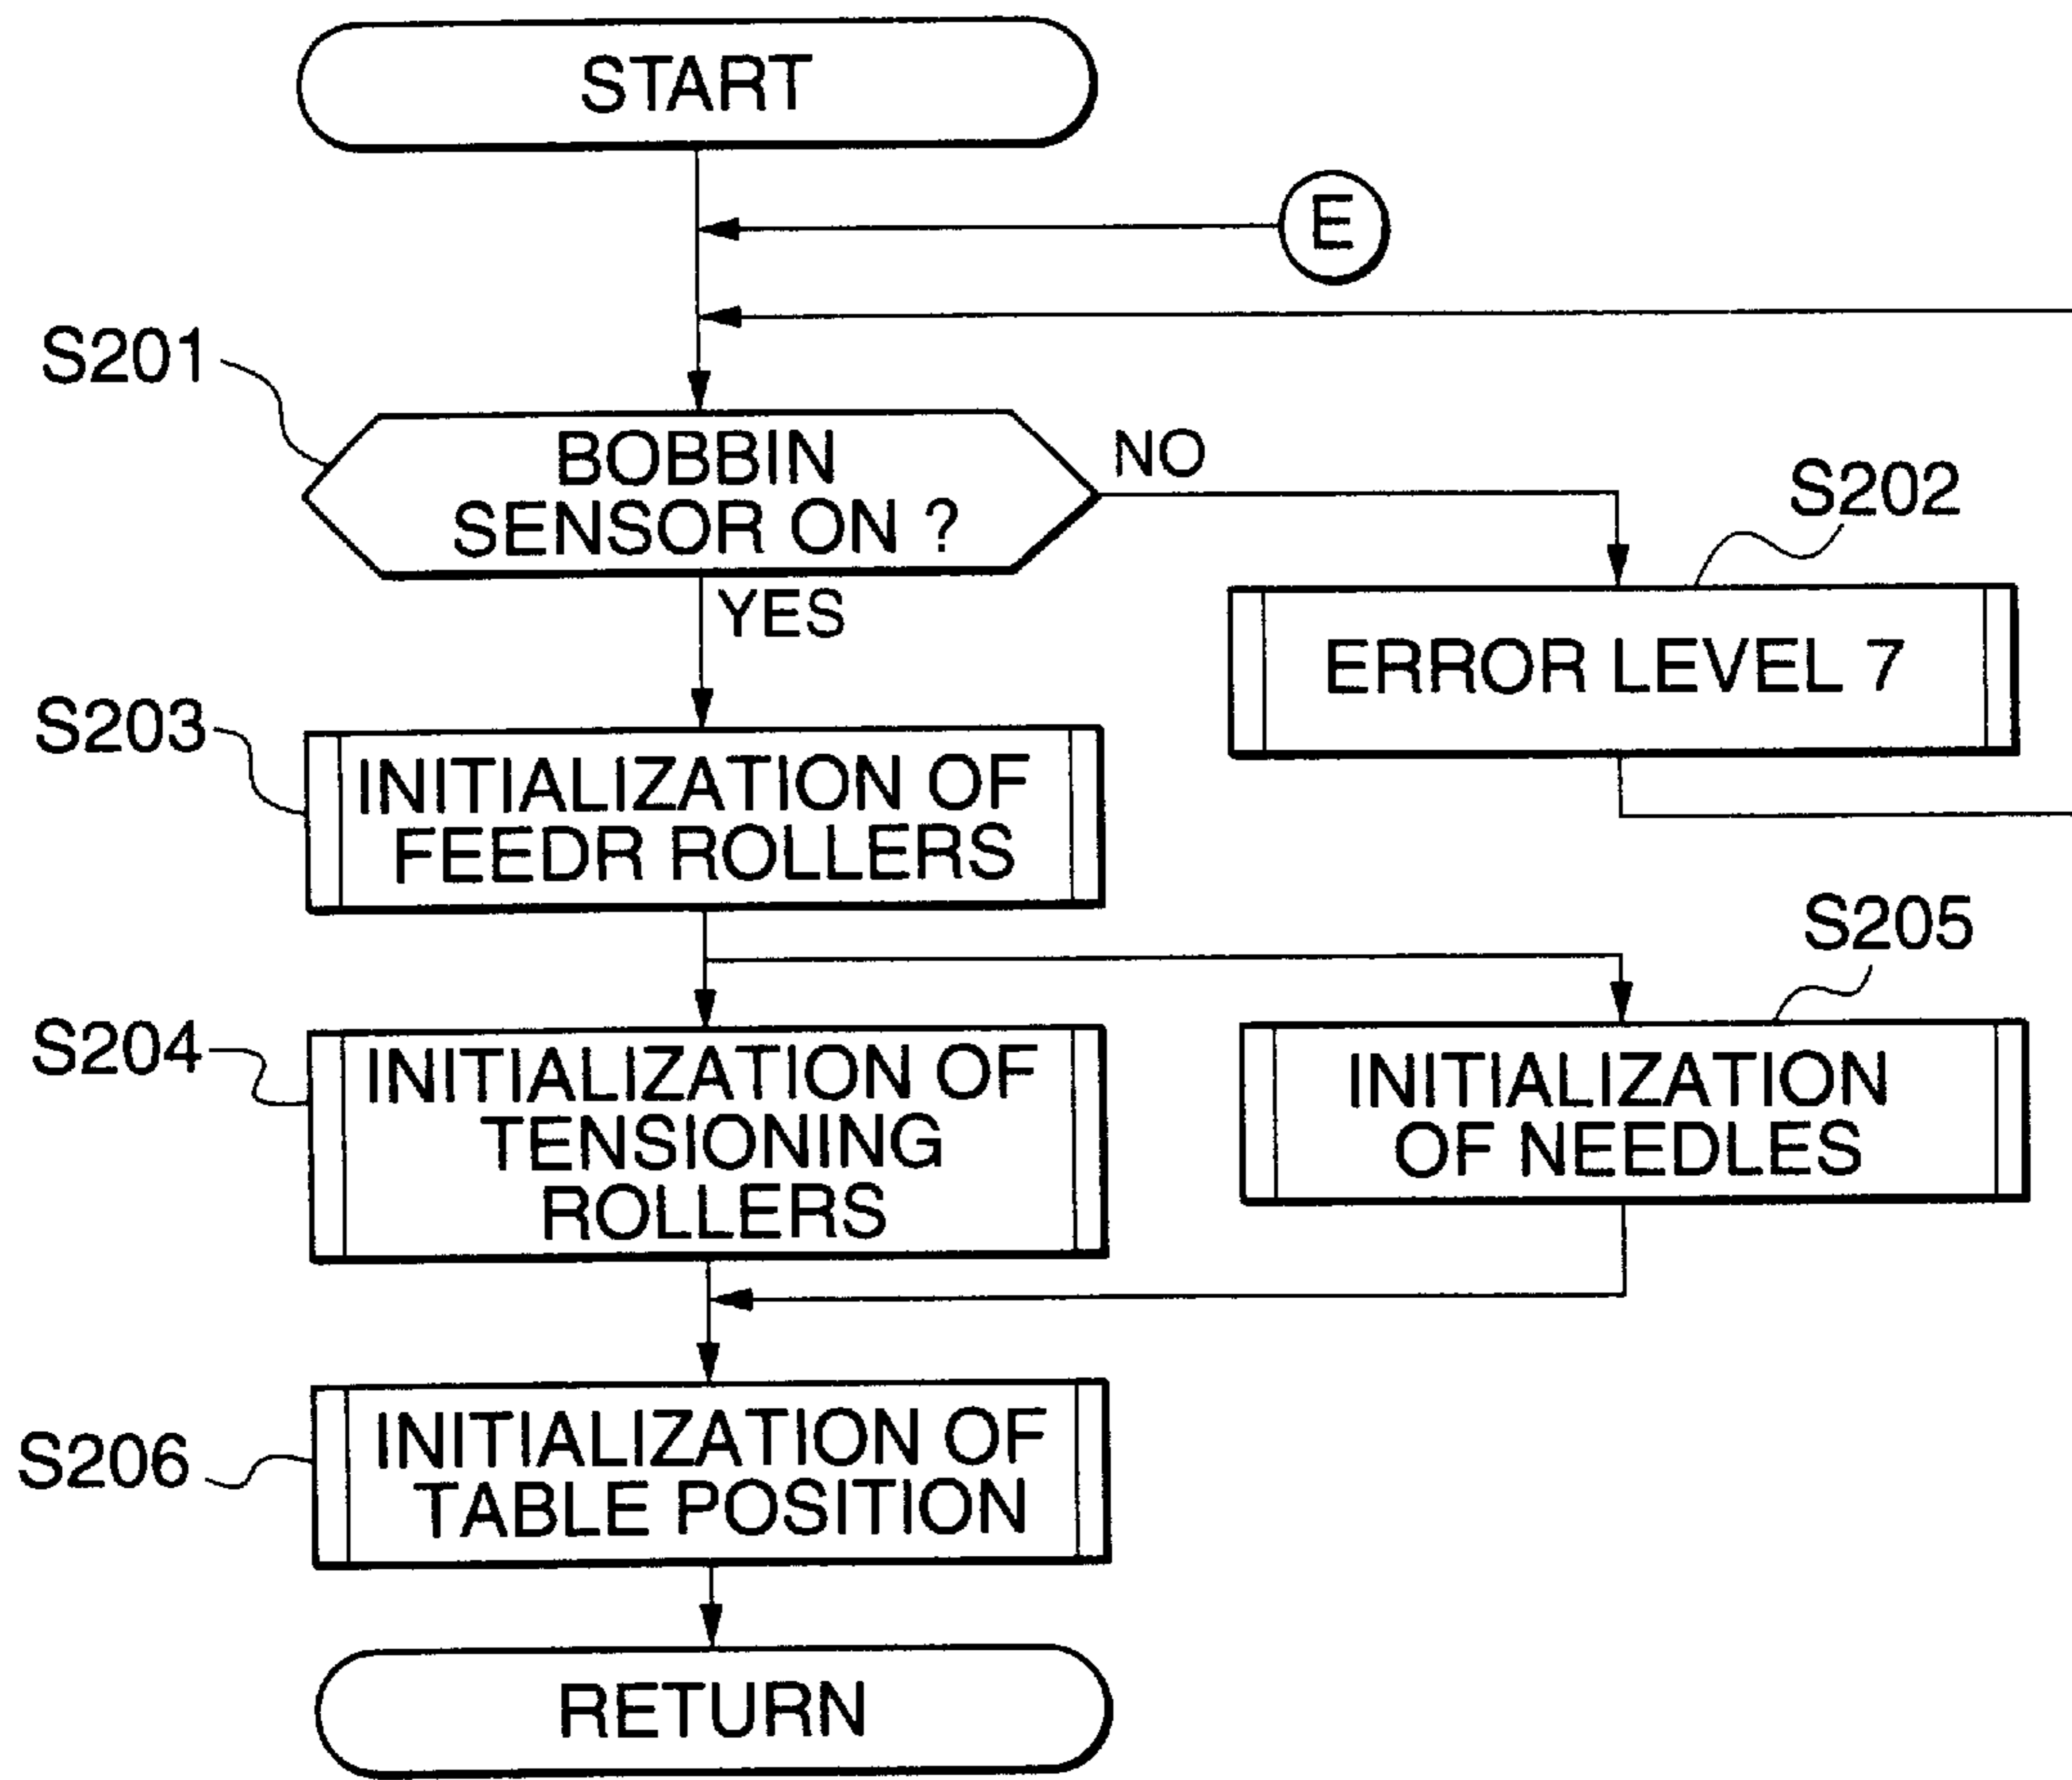 START
E
S201
BOBBIN
SENSOR ON ?
NO
YES
S202
ERROR LEVEL 7
S203
INITIALIZATION OF
FEEDR ROLLERS
S204
INITIALIZATION OF
TENSIONING
ROLLERS
S205
INITIALIZATION
OF NEEDLES
S206
INITIALIZATION OF
TABLE POSITION
RETURN